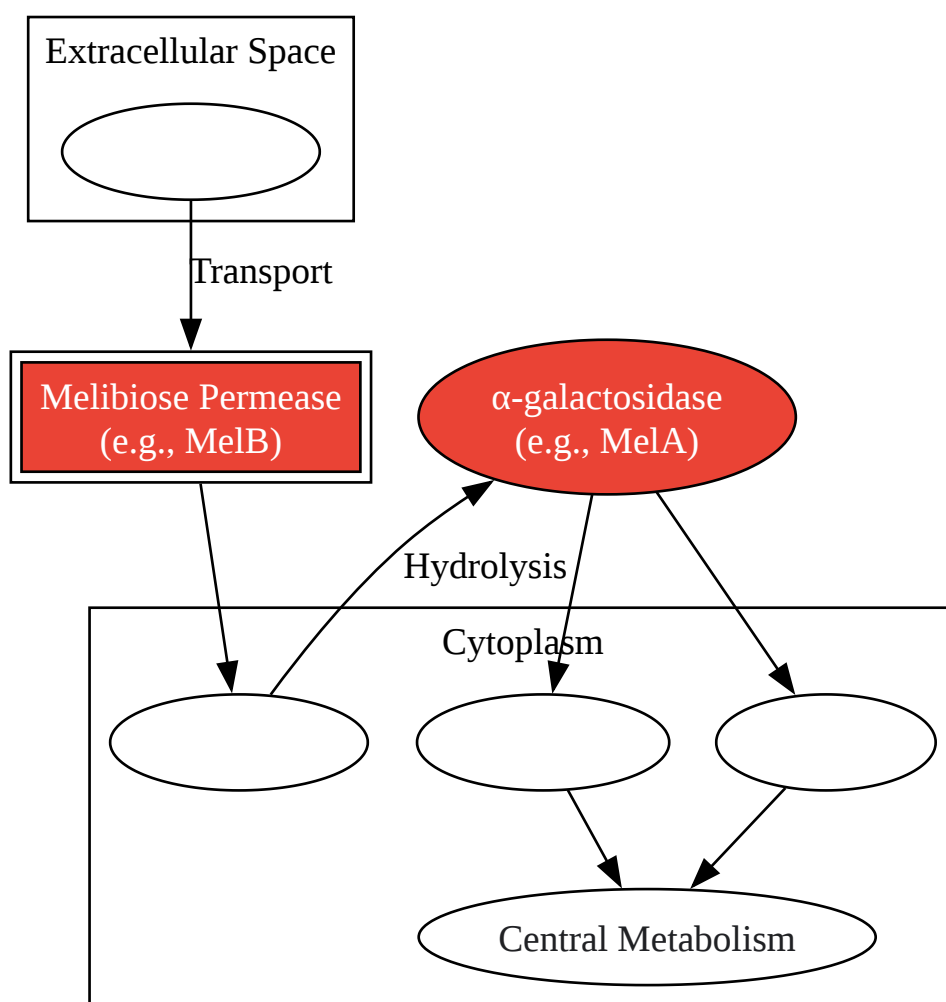 Extracellular Space
Transport
Melibiose Permease
(e.g., MelB)
α-galactosidase
(e.g., MelA)
Hydrolysis
Cytoplasm
Central Metabolism